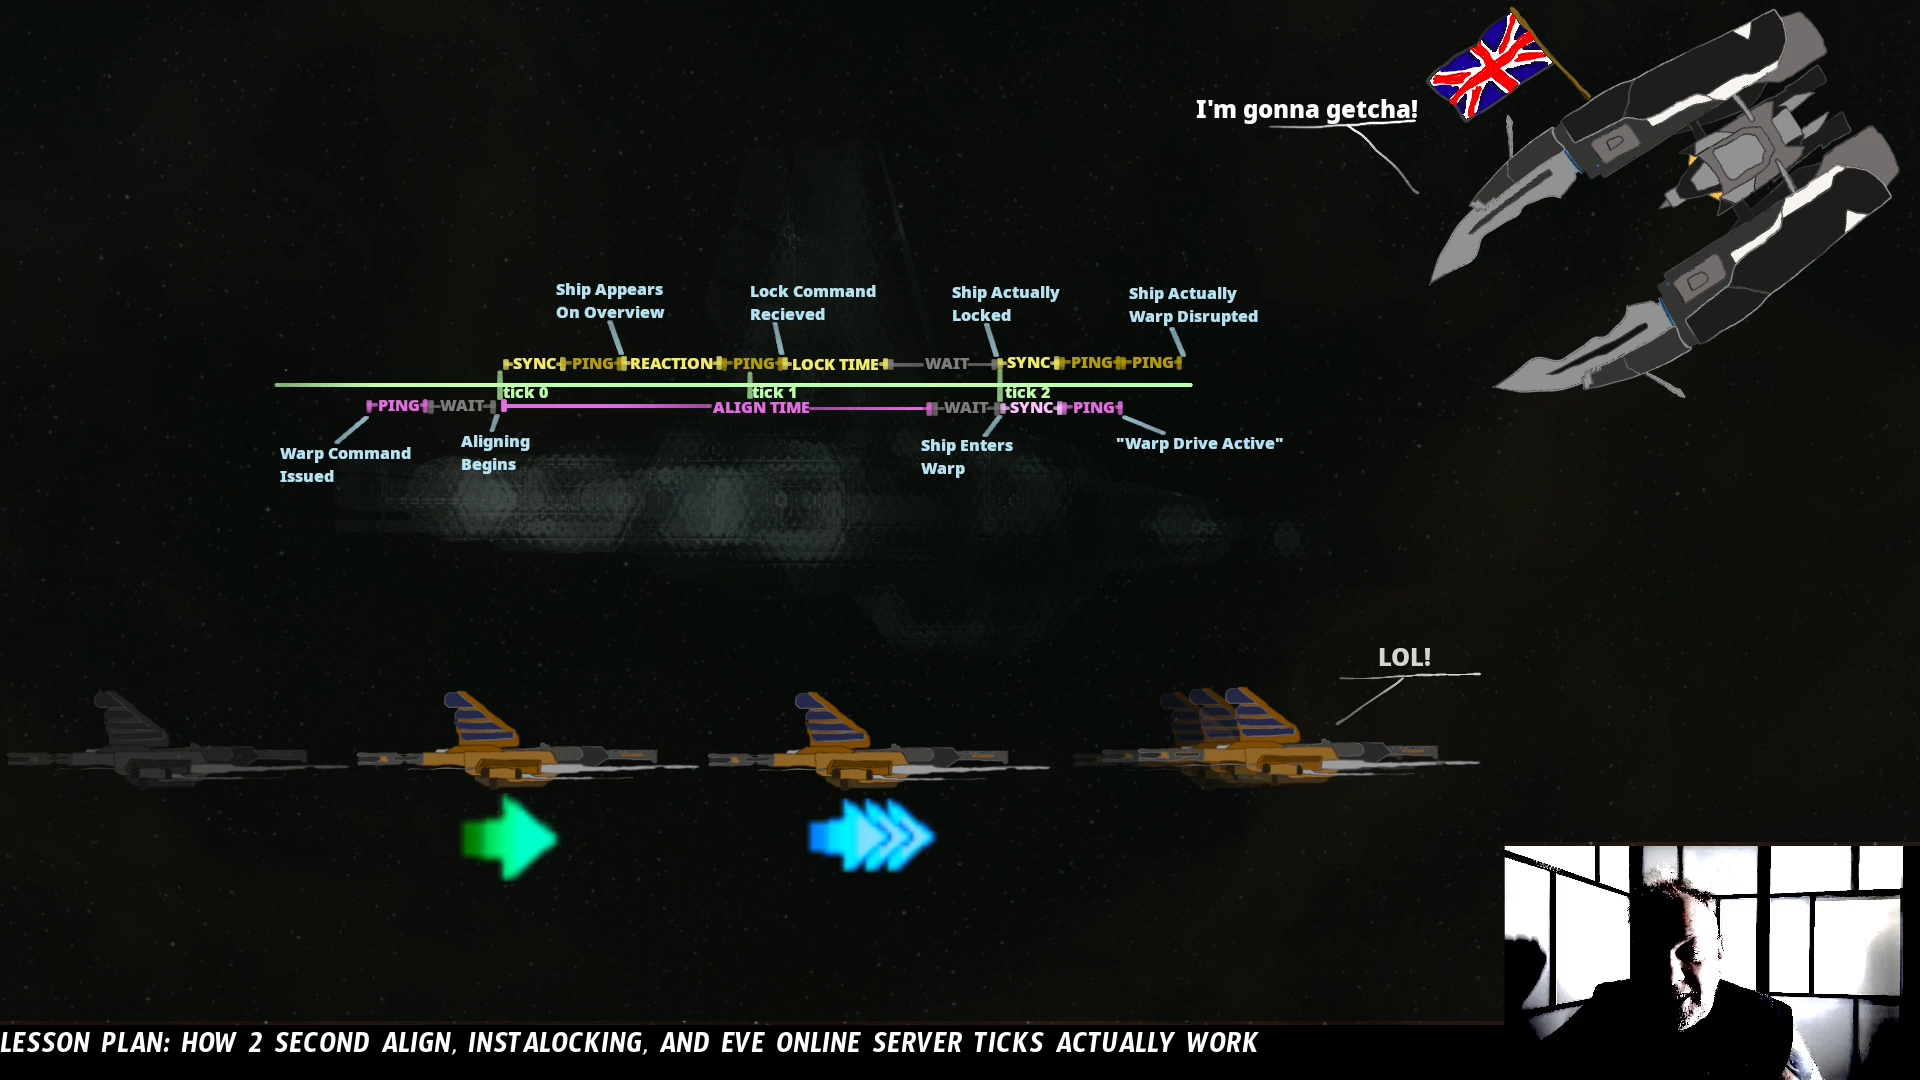 I'm gonna getcha!
Ship Appears
On Overview
Lock Command
Recieved
Ship Actually
Locked
Ship Actually
Warp Disrupted
SYNC PING REACTION PING LOCK TIME WAIT SYNC PING PING
tick 0 tick 1 tick 2
PING WAIT ALIGN TIME WAIT SYNC PING
Warp Command
Issued
Aligning
Begins
Ship Enters
Warp
"Warp Drive Active"
LOL!
LESSON PLAN: HOW 2 SECOND ALIGN, INSTALOCKING, AND EVE ONLINE SERVER TICKS ACTUALLY WORK